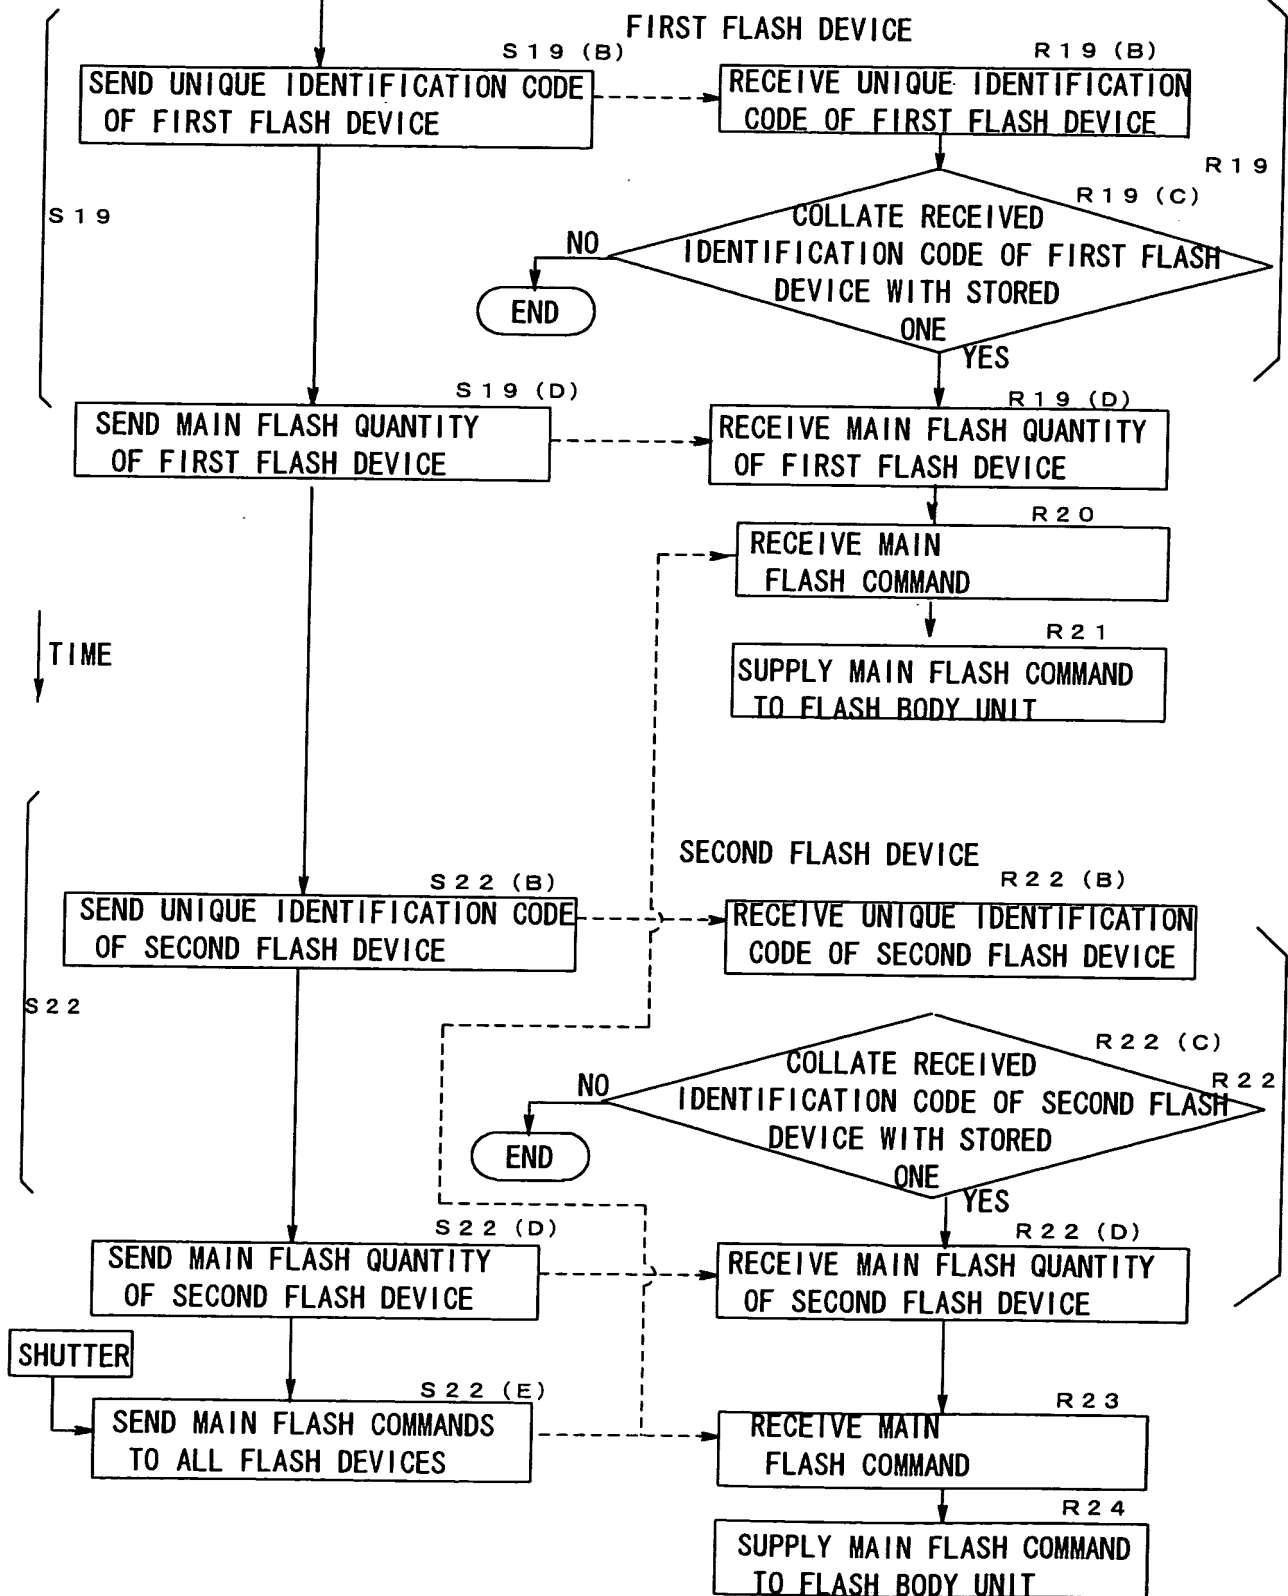 FIRST FLASH DEVICE
S19 (B)
SEND UNIQUE IDENTIFICATION CODE
OF FIRST FLASH DEVICE
R19 (B)
RECEIVE UNIQUE IDENTIFICATION
CODE OF FIRST FLASH DEVICE
R19
S19
R19 (C)
COLLATE RECEIVED
IDENTIFICATION CODE OF FIRST FLASH
DEVICE WITH STORED
ONE
NO
END
YES
S19 (D)
SEND MAIN FLASH QUANTITY
OF FIRST FLASH DEVICE
R19 (D)
RECEIVE MAIN FLASH QUANTITY
OF FIRST FLASH DEVICE
R20
RECEIVE MAIN
FLASH COMMAND
TIME
R21
SUPPLY MAIN FLASH COMMAND
TO FLASH BODY UNIT
SECOND FLASH DEVICE
S22 (B)
SEND UNIQUE IDENTIFICATION CODE
OF SECOND FLASH DEVICE
R22 (B)
RECEIVE UNIQUE IDENTIFICATION
CODE OF SECOND FLASH DEVICE
S22
R22 (C)
R22
COLLATE RECEIVED
IDENTIFICATION CODE OF SECOND FLASH
DEVICE WITH STORED
ONE
NO
END
YES
S22 (D)
SEND MAIN FLASH QUANTITY
OF SECOND FLASH DEVICE
R22 (D)
RECEIVE MAIN FLASH QUANTITY
OF SECOND FLASH DEVICE
SHUTTER
S22 (E)
SEND MAIN FLASH COMMANDS
TO ALL FLASH DEVICES
R23
RECEIVE MAIN
FLASH COMMAND
R24
SUPPLY MAIN FLASH COMMAND
TO FLASH BODY UNIT